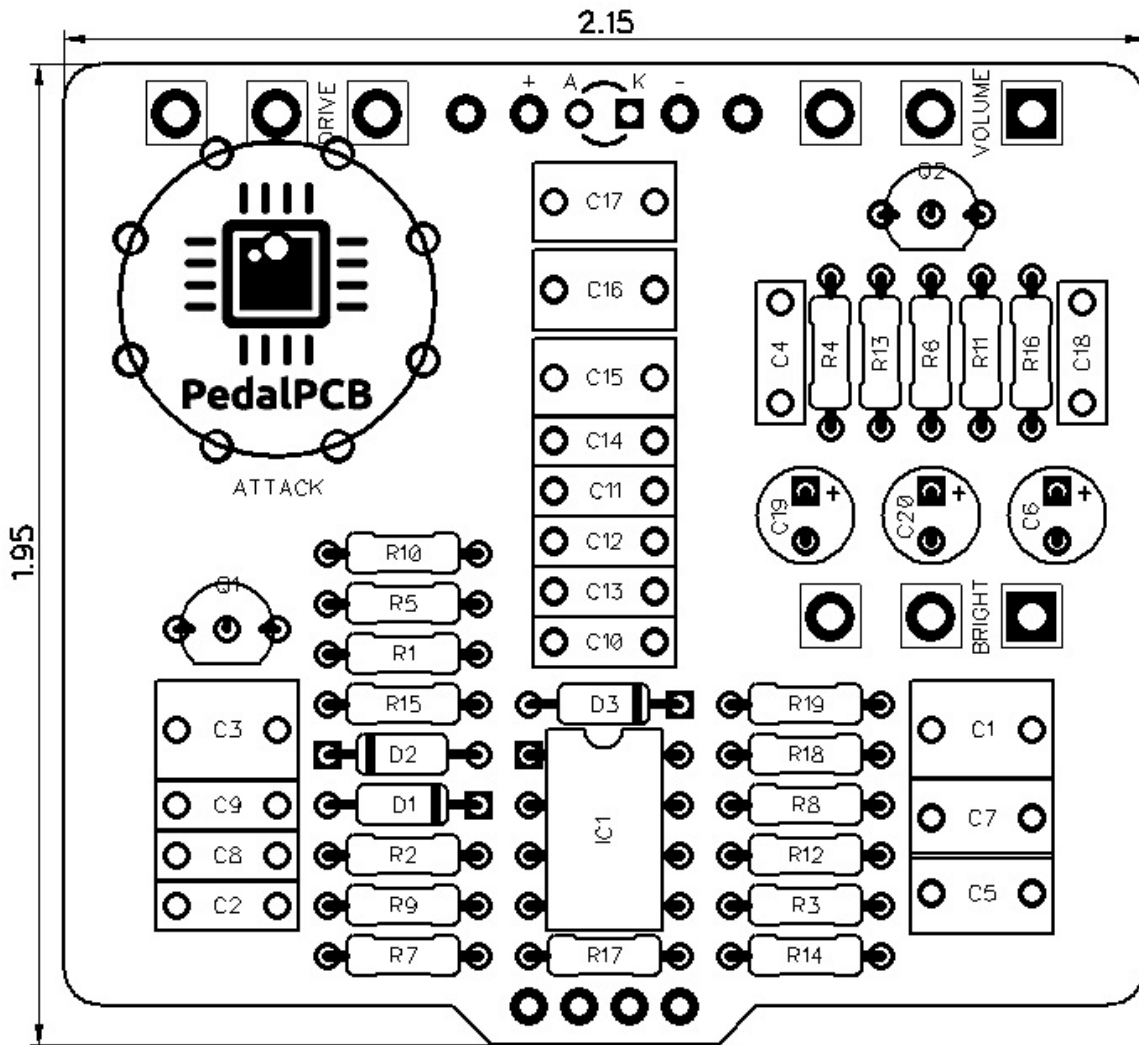 2.15
+ A K -
DRIVE
VOLUME
Q2
C17
C16
C4 R4 R13 R6 R11 R16 C18
C15
PedalPCB
C14
ATTACK
C11
C19 + C20 + C6 +
1.95
C12
R10
C13
Q1
R5
BRIGHT
C10
R1
R15 D3 R19
C3 C1
D2 R18
C9 D1 IC1 R8 C7
C8 R2 R12
C2 R9 R3 C5
R7 R17 R14